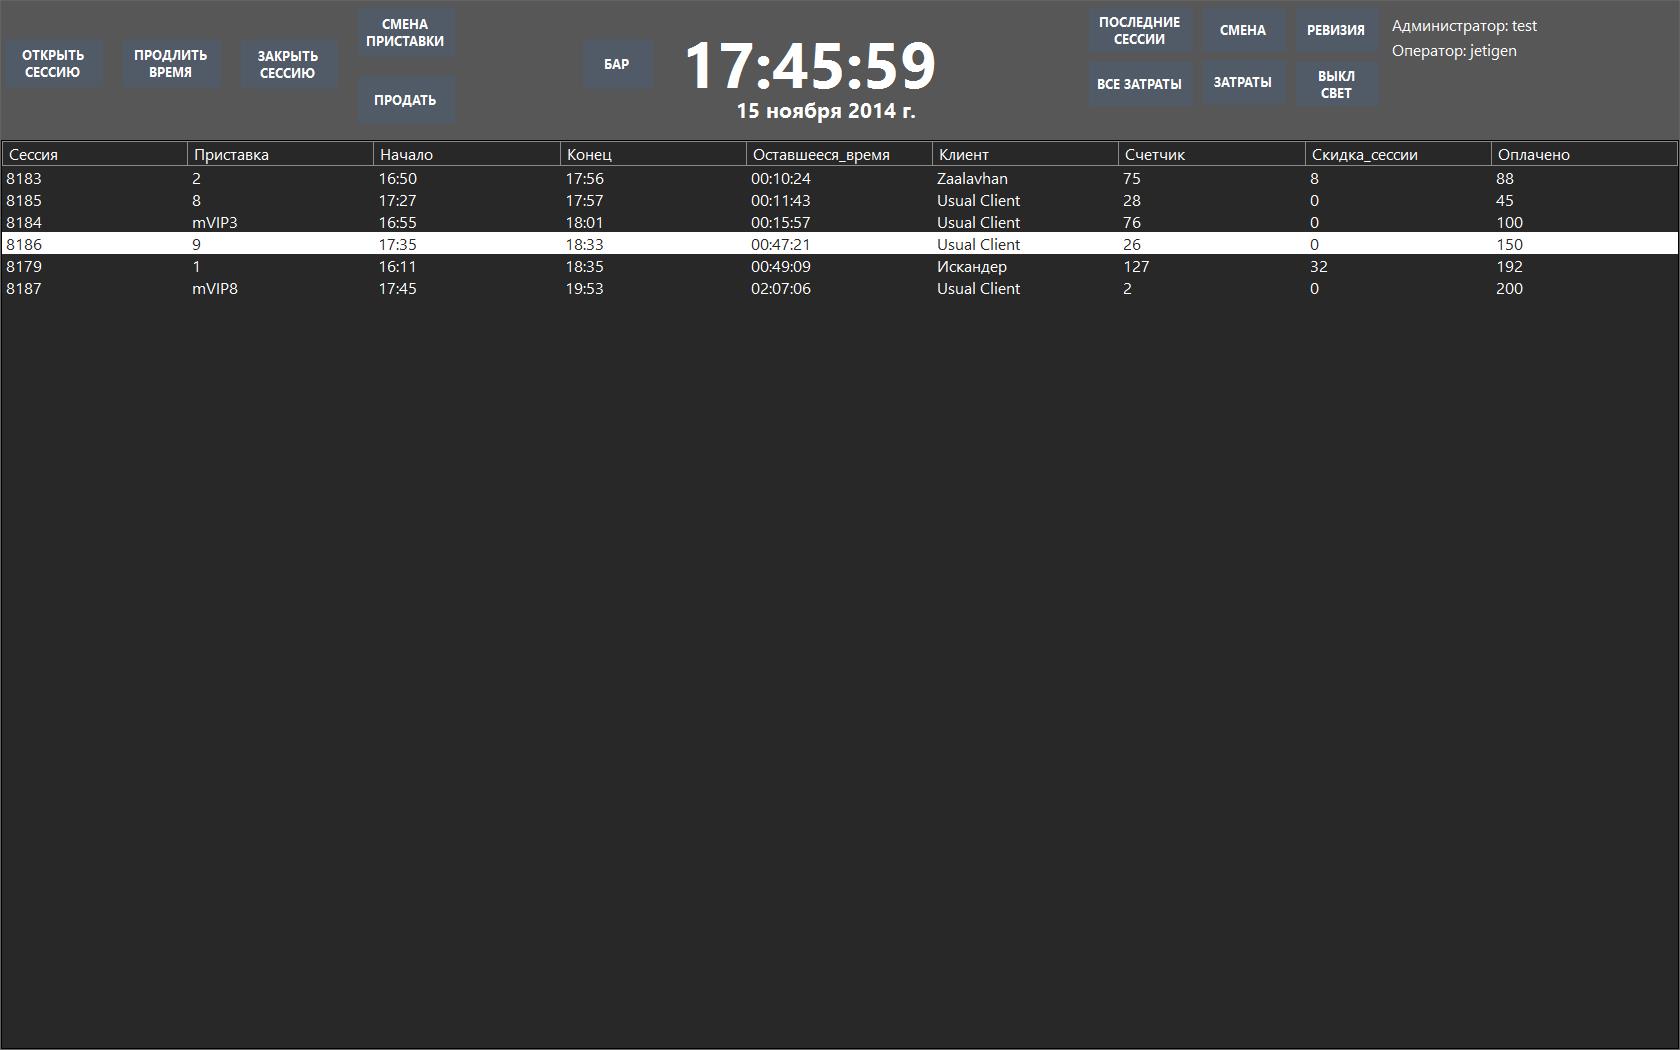 ОТКРЫТЬ
СЕССИЮ
ПРОДЛИТЬ
ВРЕМЯ
ЗАКРЫТЬ
СЕССИЮ
СМЕНА
ПРИСТАВКИ
ПРОДАТЬ
БАР
17:45:59
15 ноября 2014 г.
ПОСЛЕДНИЕ
СЕССИИ
СМЕНА
РЕВИЗИЯ
ВСЕ ЗАТРАТЫ
ЗАТРАТЫ
ВЫКЛ
СВЕТ
Администратор: test
Оператор: jetigen
Сессия Приставка Начало Конец Оставшееся_время Клиент Счетчик Скидка_сессии Оплачено
8183 2 16:50 17:56 00:10:24 Zaalavhan 75 8 88
8185 8 17:27 17:57 00:11:43 Usual Client 28 0 45
8184 mVIP3 16:55 18:01 00:15:57 Usual Client 76 0 100
8186 9 17:35 18:33 00:47:21 Usual Client 26 0 150
8179 1 16:11 18:35 00:49:09 Искандер 127 32 192
8187 mVIP8 17:45 19:53 02:07:06 Usual Client 2 0 200